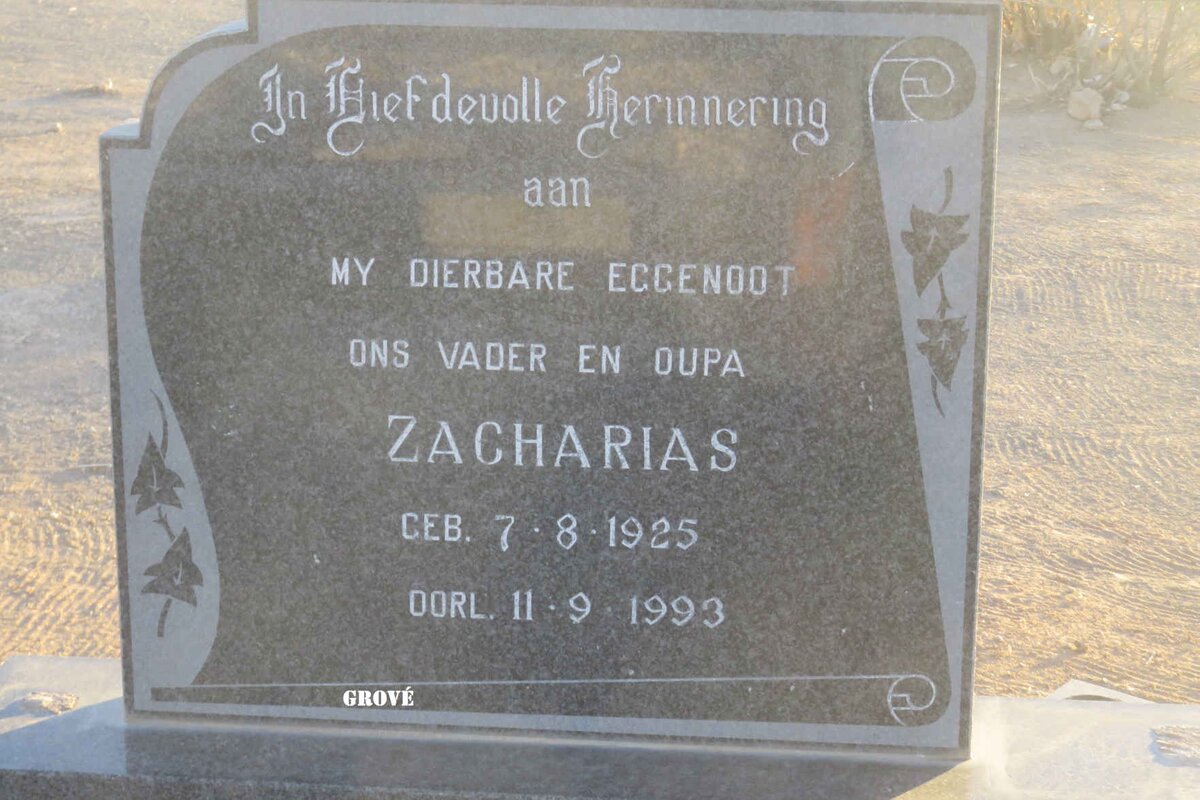 In Liefdevolle Herinnering
aan
MY DIERBARE EGGENOOT
ONS VADER EN OUPA
ZACHARIAS
GEB. 7·8·1925
OORL. 11·9·1993
GROVÉ